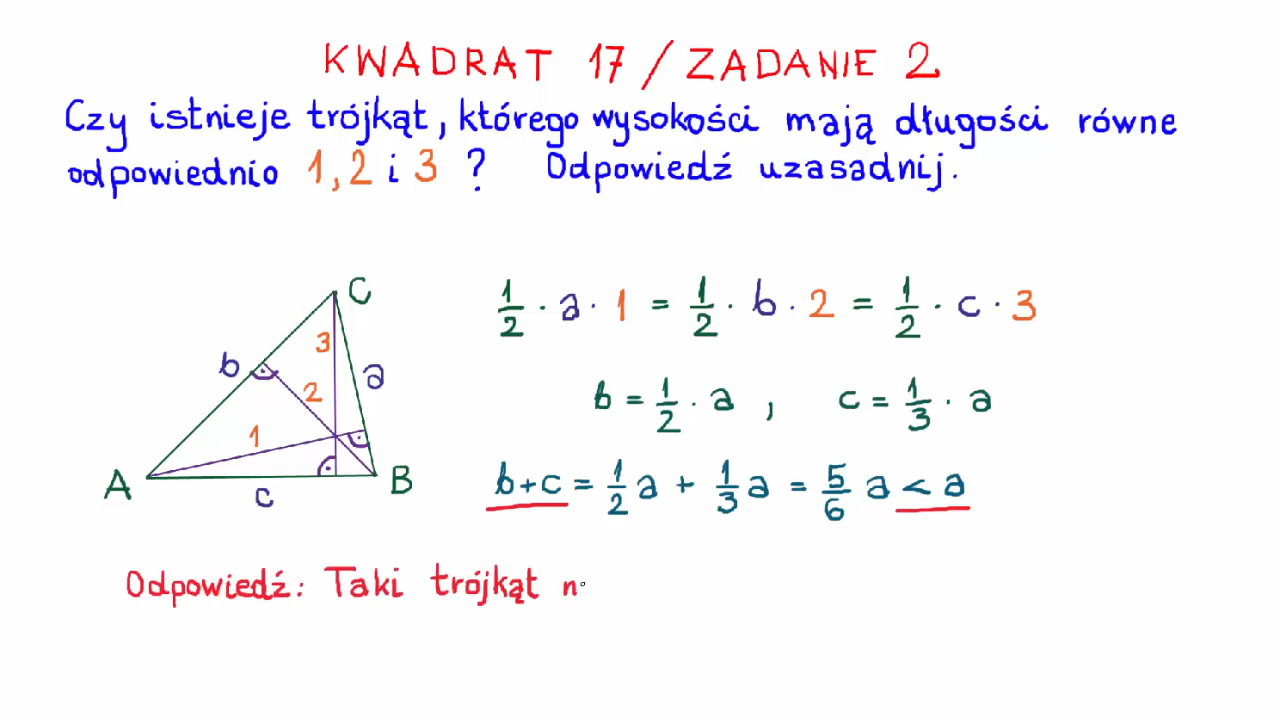 KWADRAT 17 / ZADANIE 2
Czy istnieje trójkąt, którego wysokości mają długości równe
odpowiednio 1, 2 i 3 ? Odpowiedź uzasadnij.
C
3
b
a
2
1
A
B
c
1/2 · a · 1 = 1/2 · b · 2 = 1/2 · c · 3
b = 1/2 · a , c = 1/3 · a
b + c = 1/2 a + 1/3 a = 5/6 a < a
Odpowiedź: Taki trójkąt n